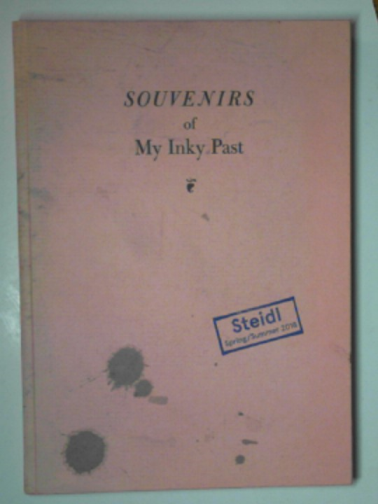 SOUVENIRS
of
My Inky Past
Steidl
Spring/Summer 2018